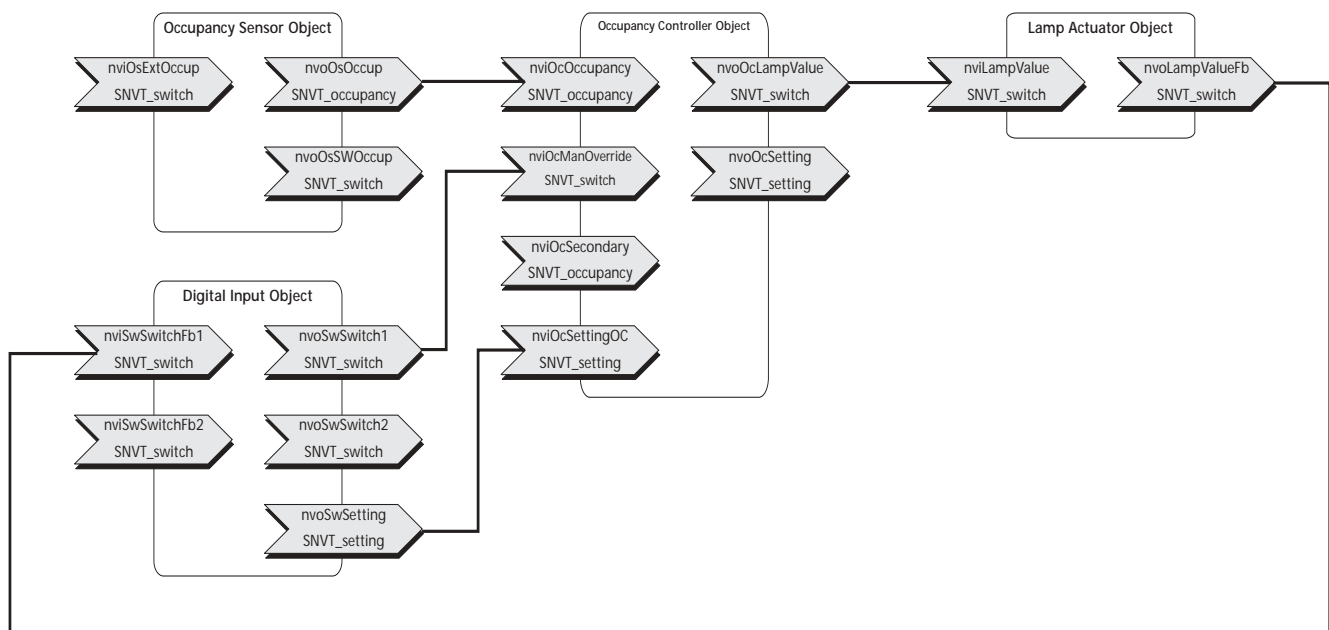 Occupancy Sensor Object
nviOsExtOccup
SNVT_switch
nvoOsOccup
SNVT_occupancy
nvoOsSWOccup
SNVT_switch
Digital Input Object
nviSwSwitchFb1
SNVT_switch
nvoSwSwitch1
SNVT_switch
nviSwSwitchFb2
SNVT_switch
nvoSwSwitch2
SNVT_switch
nvoSwSetting
SNVT_setting
Occupancy Controller Object
nviOcOccupancy
SNVT_occupancy
nvoOcLampValue
SNVT_switch
nviOcManOverride
SNVT_switch
nvoOcSetting
SNVT_setting
nviOcSecondary
SNVT_occupancy
nviOcSettingOC
SNVT_setting
Lamp Actuator Object
nviLampValue
SNVT_switch
nvoLampValueFb
SNVT_switch